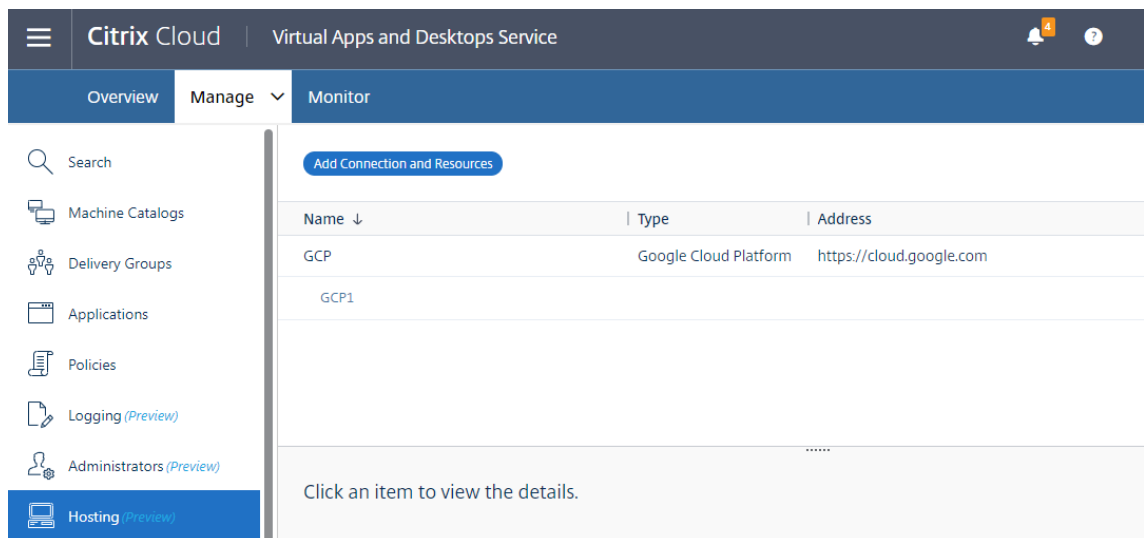 Citrix Cloud | Virtual Apps and Desktops Service 4 ?
Overview Manage Monitor
Search
Machine Catalogs
Delivery Groups
Applications
Policies
Logging (Preview)
Administrators (Preview)
Hosting (Preview)
Add Connection and Resources
Name ↓ Type Address
GCP Google Cloud Platform https://cloud.google.com
GCP1
Click an item to view the details.